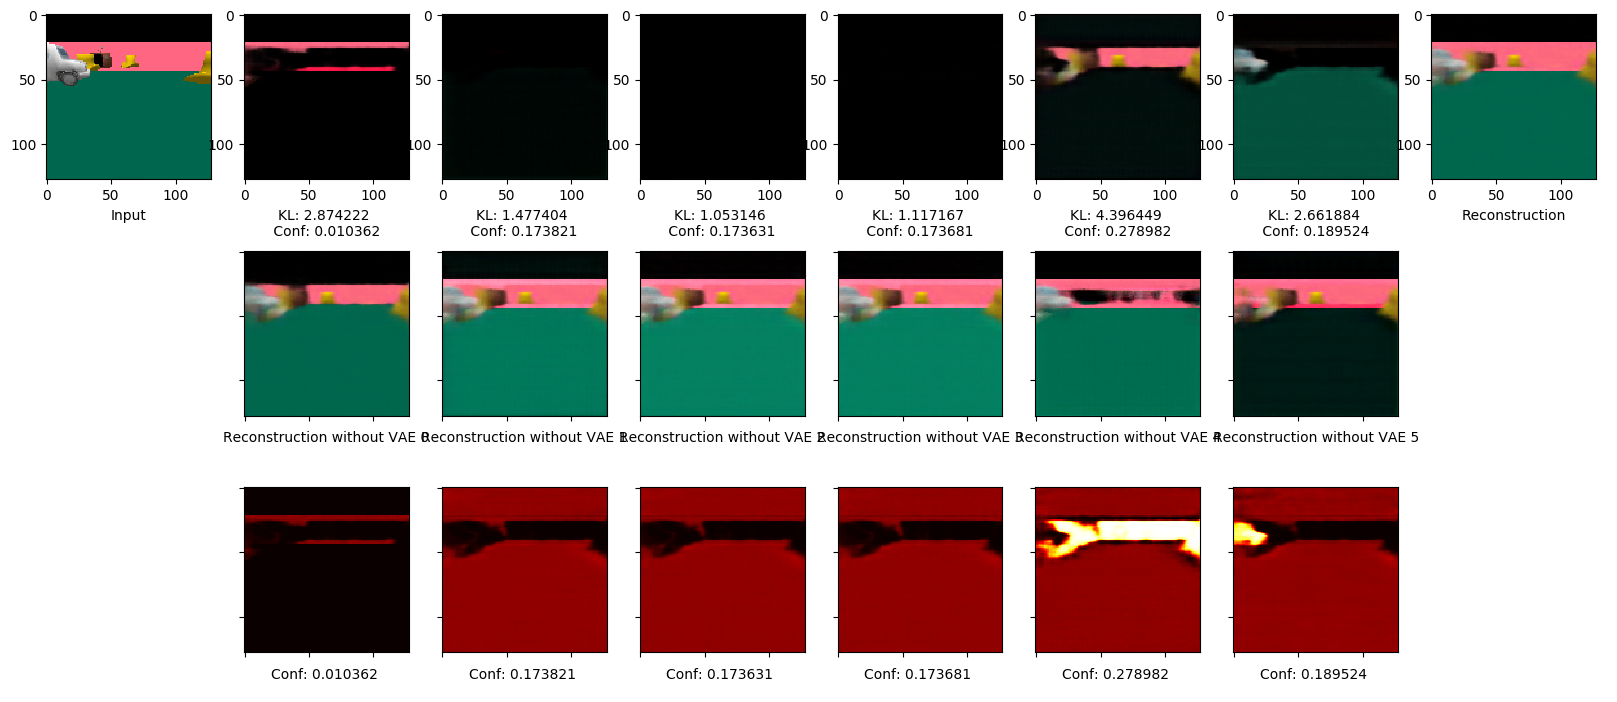 0
50
100
0
50
100
Input
0
50
100
0
50
100
KL: 2.874222
Conf: 0.010362
0
50
100
0
50
100
KL: 1.477404
Conf: 0.173821
0
50
100
0
50
100
KL: 1.053146
Conf: 0.173631
0
50
100
0
50
100
KL: 1.117167
Conf: 0.173681
0
50
100
0
50
100
KL: 4.396449
Conf: 0.278982
0
50
100
0
50
100
KL: 2.661884
Conf: 0.189524
0
50
100
0
50
100
Reconstruction
Reconstruction without VAE 0
Reconstruction without VAE 1
Reconstruction without VAE 2
Reconstruction without VAE 3
Reconstruction without VAE 4
Reconstruction without VAE 5
Conf: 0.010362
Conf: 0.173821
Conf: 0.173631
Conf: 0.173681
Conf: 0.278982
Conf: 0.189524